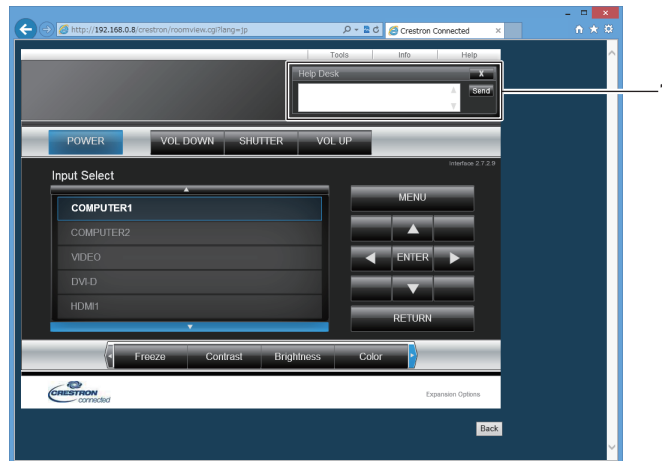 http://192.168.0.8/crestron/roomview.cgi?lang=jp
Crestron Connected
Tools Info Help
Help Desk X
Send
POWER VOL DOWN SHUTTER VOL UP
Interface 2.7.2.9
Input Select
COMPUTER1
COMPUTER2
VIDEO
DVI-D
HDMI1
MENU
ENTER
RETURN
Freeze Contrast Brightness Color
CRESTRON
connected
Expansion Options
Back